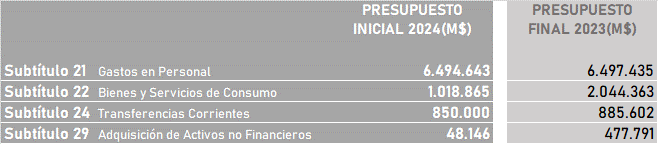 PRESUPUESTO INICIAL 2024(M$) PRESUPUESTO FINAL 2023(M$)
Subtítulo 21 Gastos en Personal 6.494.643 6.497.435
Subtítulo 22 Bienes y Servicios de Consumo 1.018.865 2.044.363
Subtítulo 24 Transferencias Corrientes 850.000 885.602
Subtítulo 29 Adquisición de Activos no Financieros 48.146 477.791